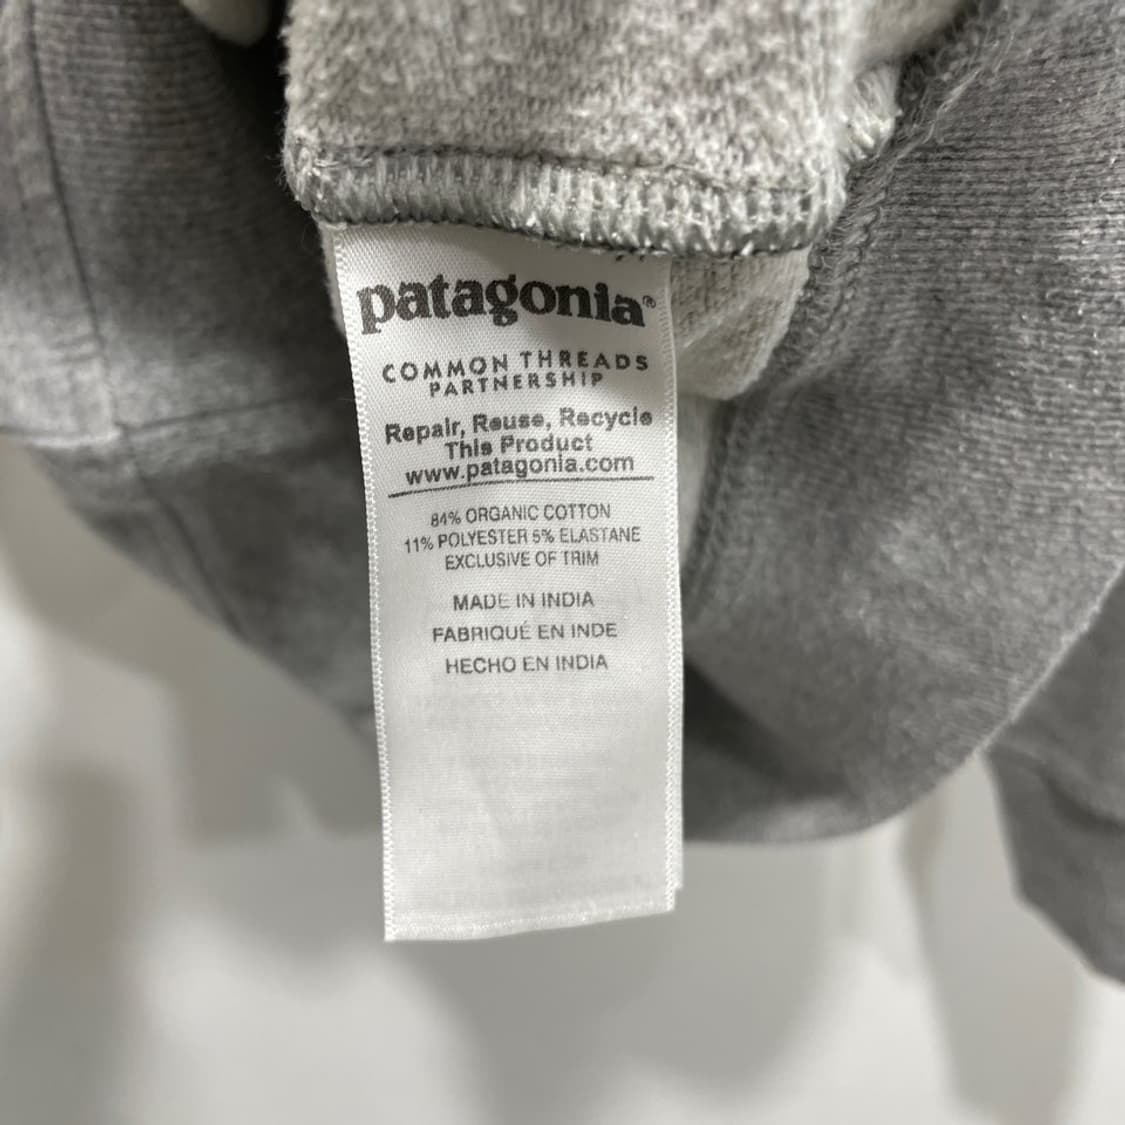 patagonia®
COMMON THREADS
PARTNERSHIP
Repair, Reuse, Recycle
This Product
www.patagonia.com
84% ORGANIC COTTON
11% POLYESTER 5% ELASTANE
EXCLUSIVE OF TRIM
MADE IN INDIA
FABRIQUÉ EN INDE
HECHO EN INDIA